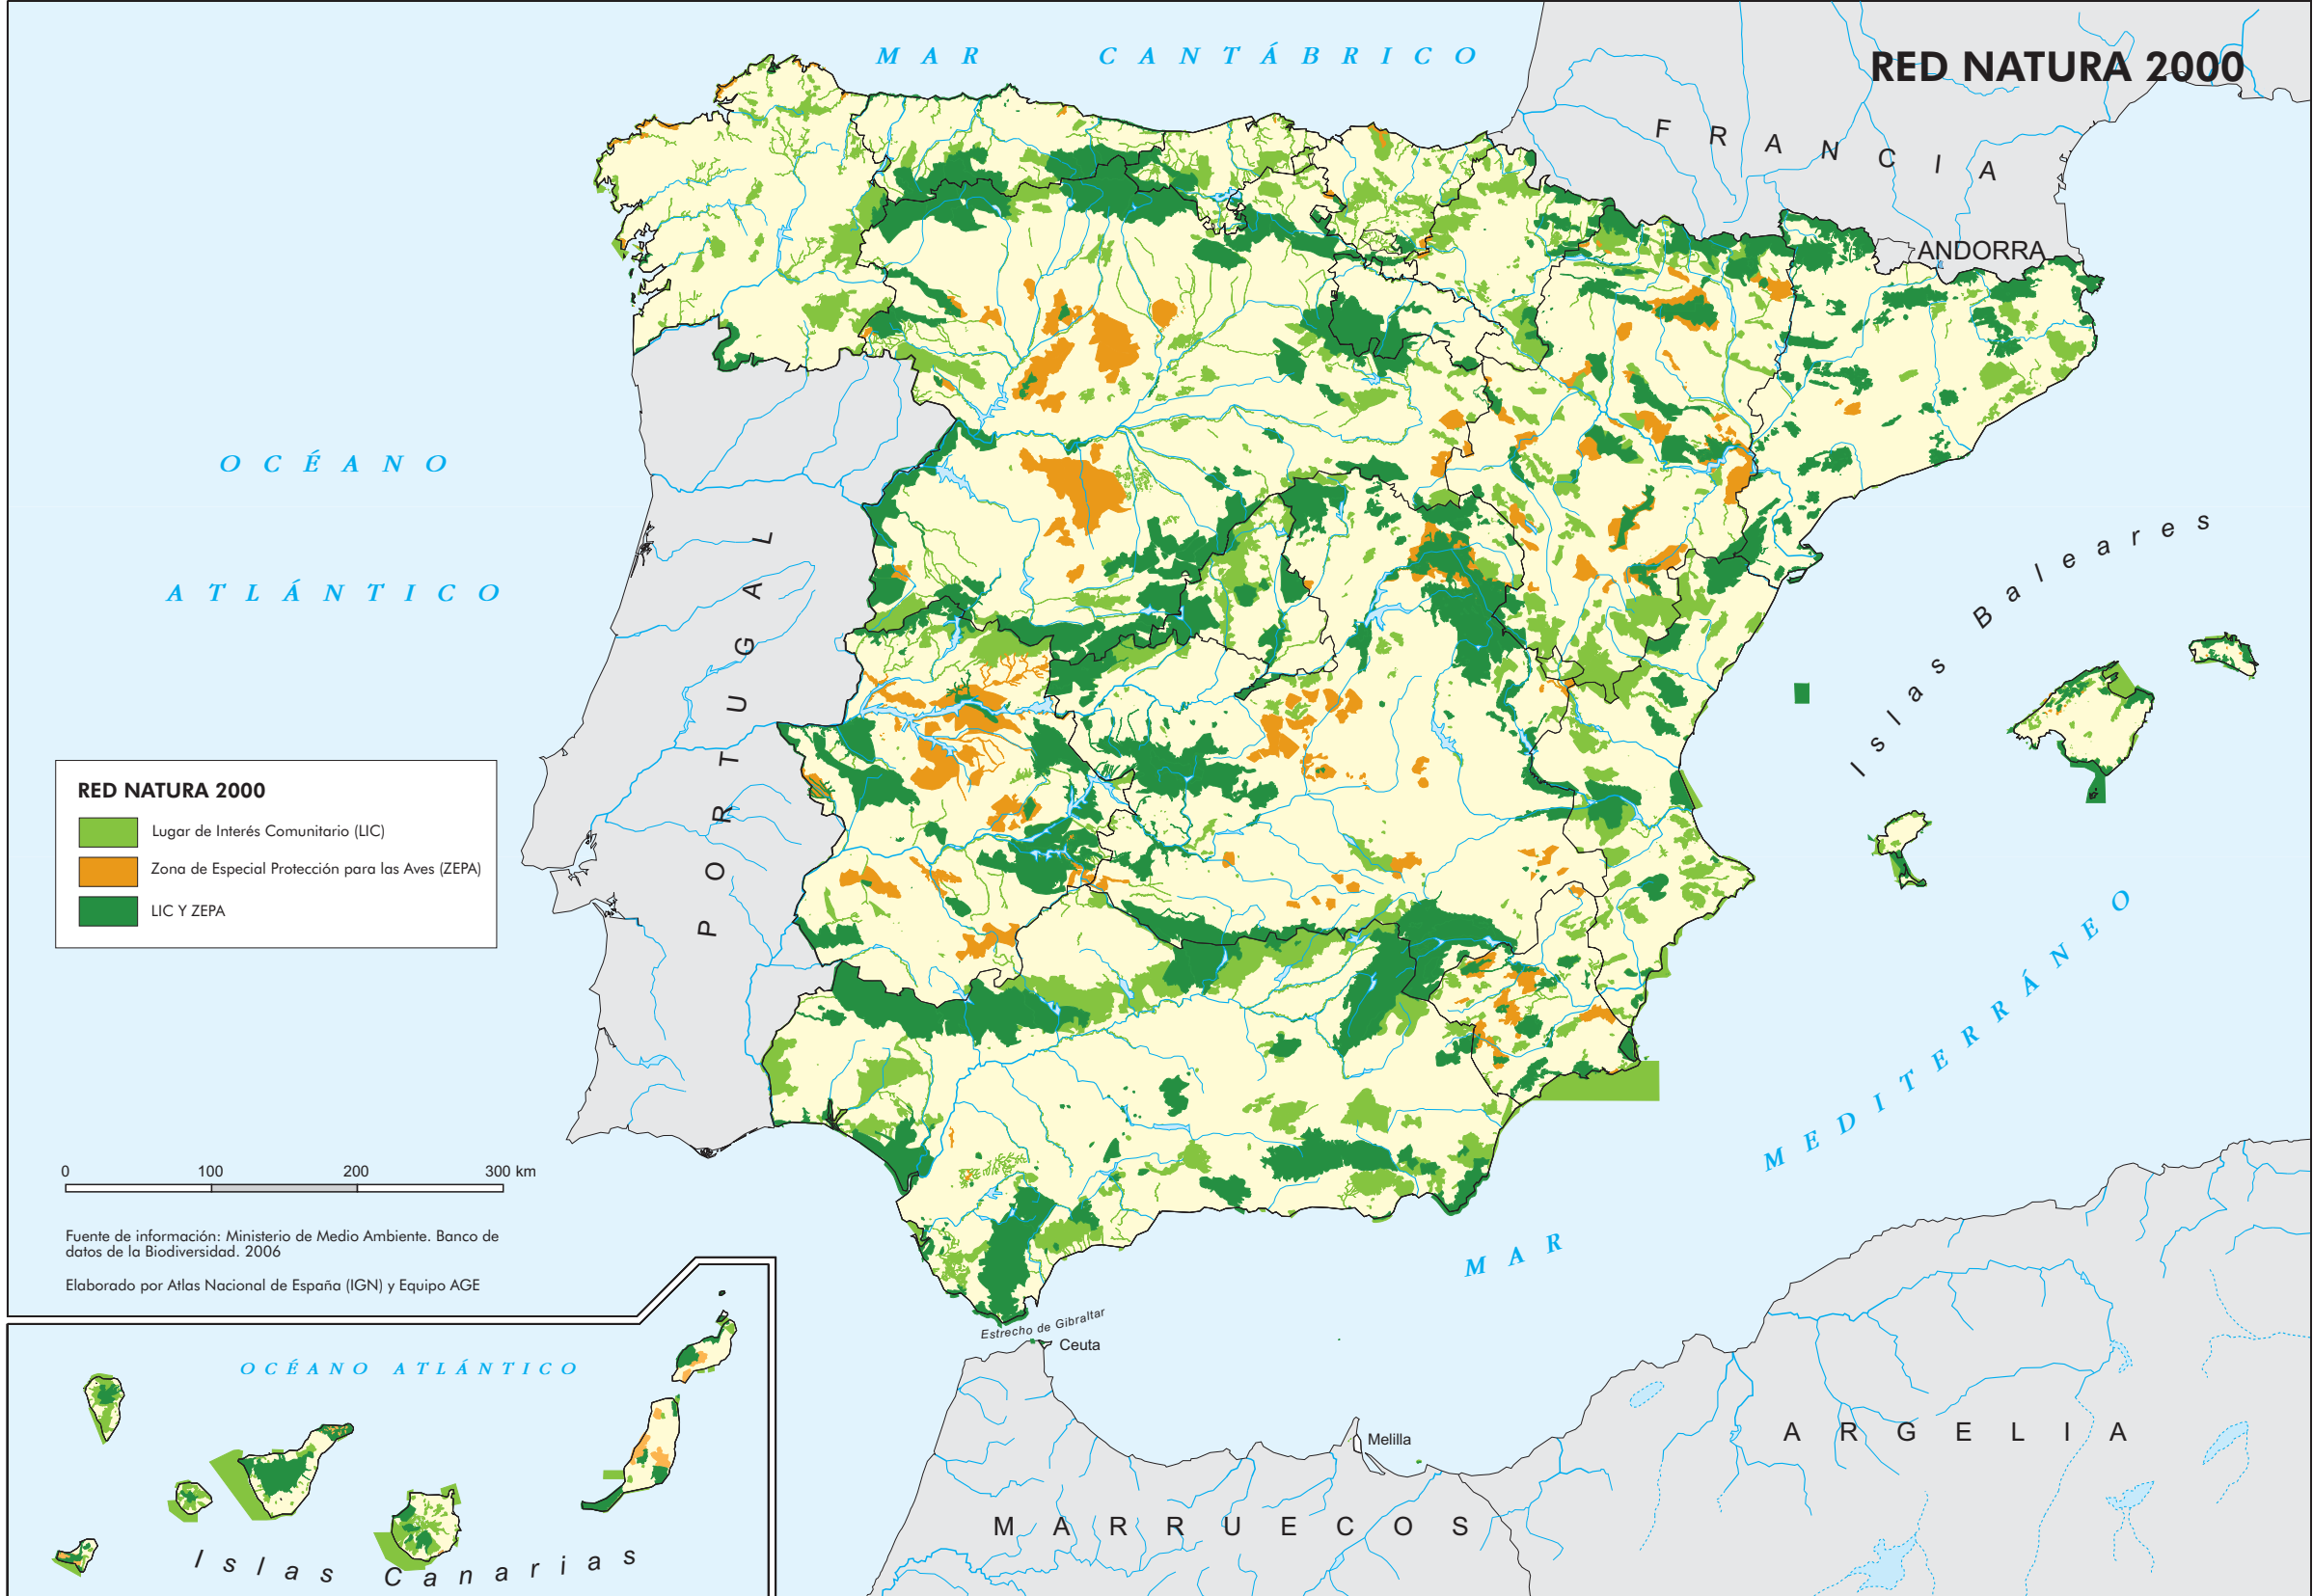 MAR CANTÁBRICO
RED NATURA 2000
FRANCIA
ANDORRA
OCÉANO
ATLÁNTICO
PORTUGAL
Islas Baleares
RED NATURA 2000
Lugar de Interés Comunitario (LIC)
Zona de Especial Protección para las Aves (ZEPA)
LIC Y ZEPA
0 100 200 300 km
Fuente de información: Ministerio de Medio Ambiente. Banco de
datos de la Biodiversidad. 2006
Elaborado por Atlas Nacional de España (IGN) y Equipo AGE
MAR MEDITERRÁNEO
Estrecho de Gibraltar
Ceuta
Melilla
OCÉANO ATLÁNTICO
Islas Canarias
MARRUECOS
ARGELIA